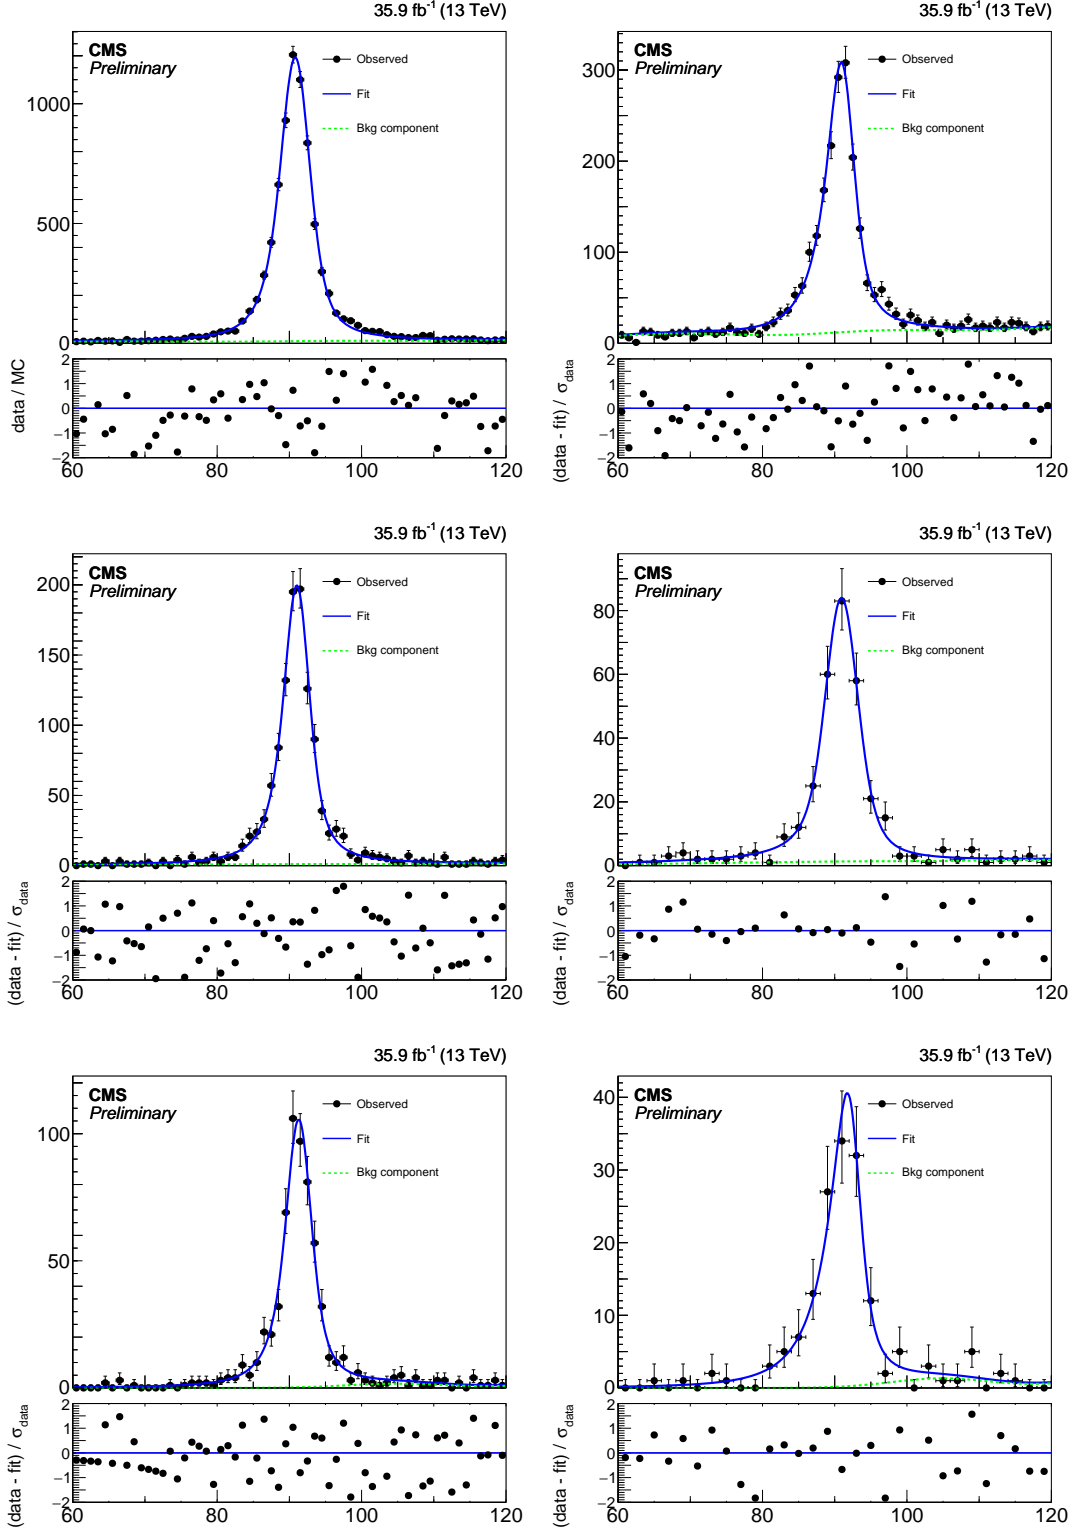 35.9 fb⁻¹ (13 TeV)
CMS
Preliminary
Observed
Fit
Bkg component
1000
500
0
data / MC
2
1
0
−1
−2
60
80
100
120
35.9 fb⁻¹ (13 TeV)
CMS
Preliminary
Observed
Fit
Bkg component
300
200
100
0
(data - fit) / σdata
2
1
0
−1
−2
60
80
100
120
35.9 fb⁻¹ (13 TeV)
CMS
Preliminary
Observed
Fit
Bkg component
200
150
100
50
0
(data - fit) / σdata
2
1
0
−1
−2
60
80
100
120
35.9 fb⁻¹ (13 TeV)
CMS
Preliminary
Observed
Fit
Bkg component
80
60
40
20
0
(data - fit) / σdata
2
1
0
−1
−2
60
80
100
120
35.9 fb⁻¹ (13 TeV)
CMS
Preliminary
Observed
Fit
Bkg component
100
50
0
(data - fit) / σdata
2
1
0
−1
−2
60
80
100
120
35.9 fb⁻¹ (13 TeV)
CMS
Preliminary
Observed
Fit
Bkg component
40
30
20
10
0
(data - fit) / σdata
2
1
0
−1
−2
60
80
100
120